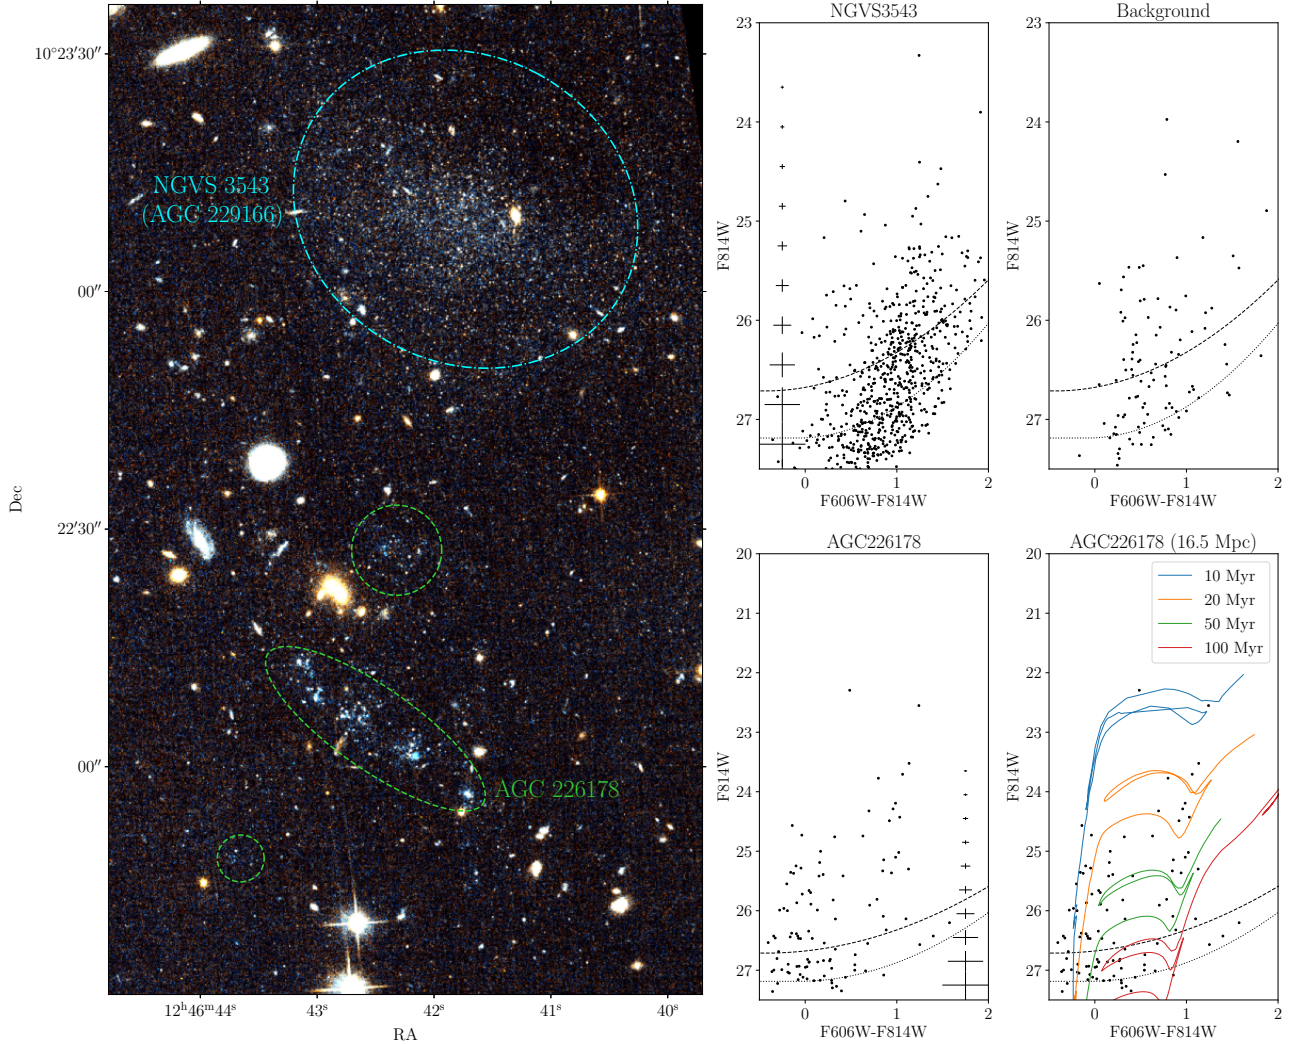 NGVS 3543
(AGC 229166)
AGC 226178
10°23′30″
00″
22′30″
00″
Dec
12ʰ46ᵐ44ˢ
43ˢ
42ˢ
41ˢ
40ˢ
RA
NGVS3543
23
24
25
26
27
F814W
0
1
2
F606W-F814W
Background
23
24
25
26
27
F814W
0
1
2
F606W-F814W
AGC226178
20
21
22
23
24
25
26
27
F814W
0
1
2
F606W-F814W
AGC226178 (16.5 Mpc)
10 Myr
20 Myr
50 Myr
100 Myr
20
21
22
23
24
25
26
27
F814W
0
1
2
F606W-F814W